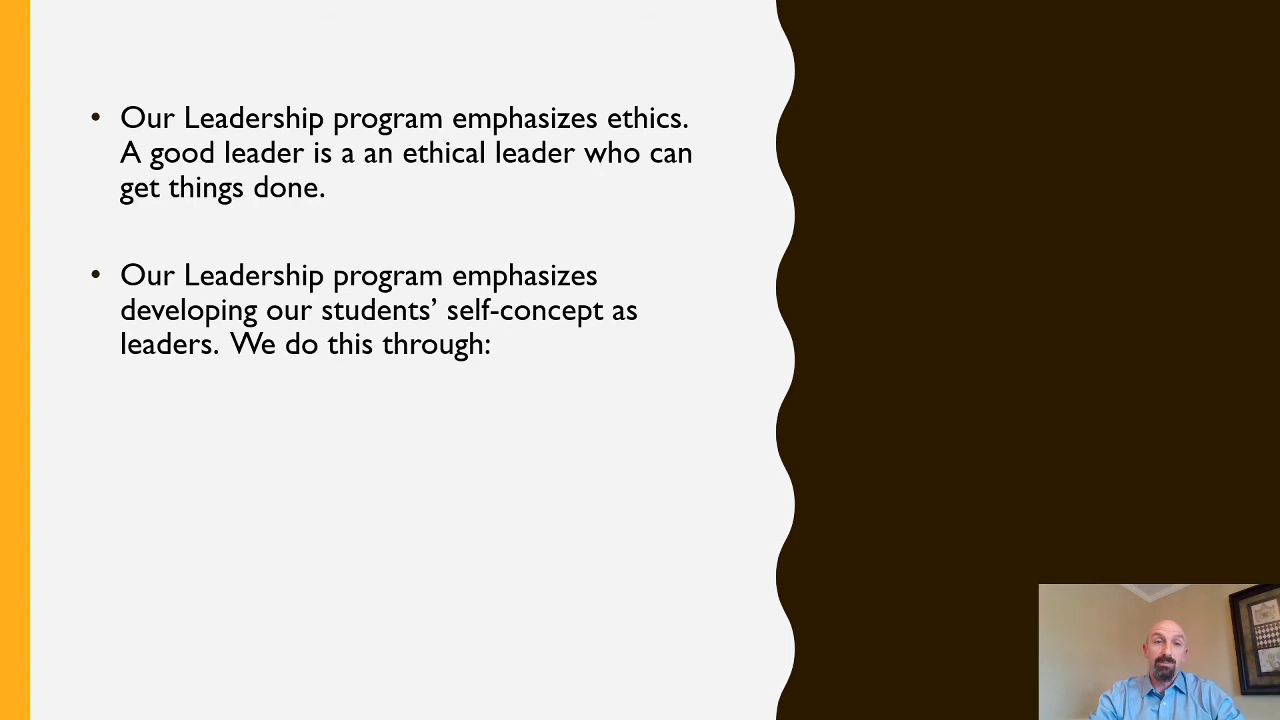 • Our Leadership program emphasizes ethics.
A good leader is a an ethical leader who can
get things done.
• Our Leadership program emphasizes
developing our students’ self-concept as
leaders. We do this through: